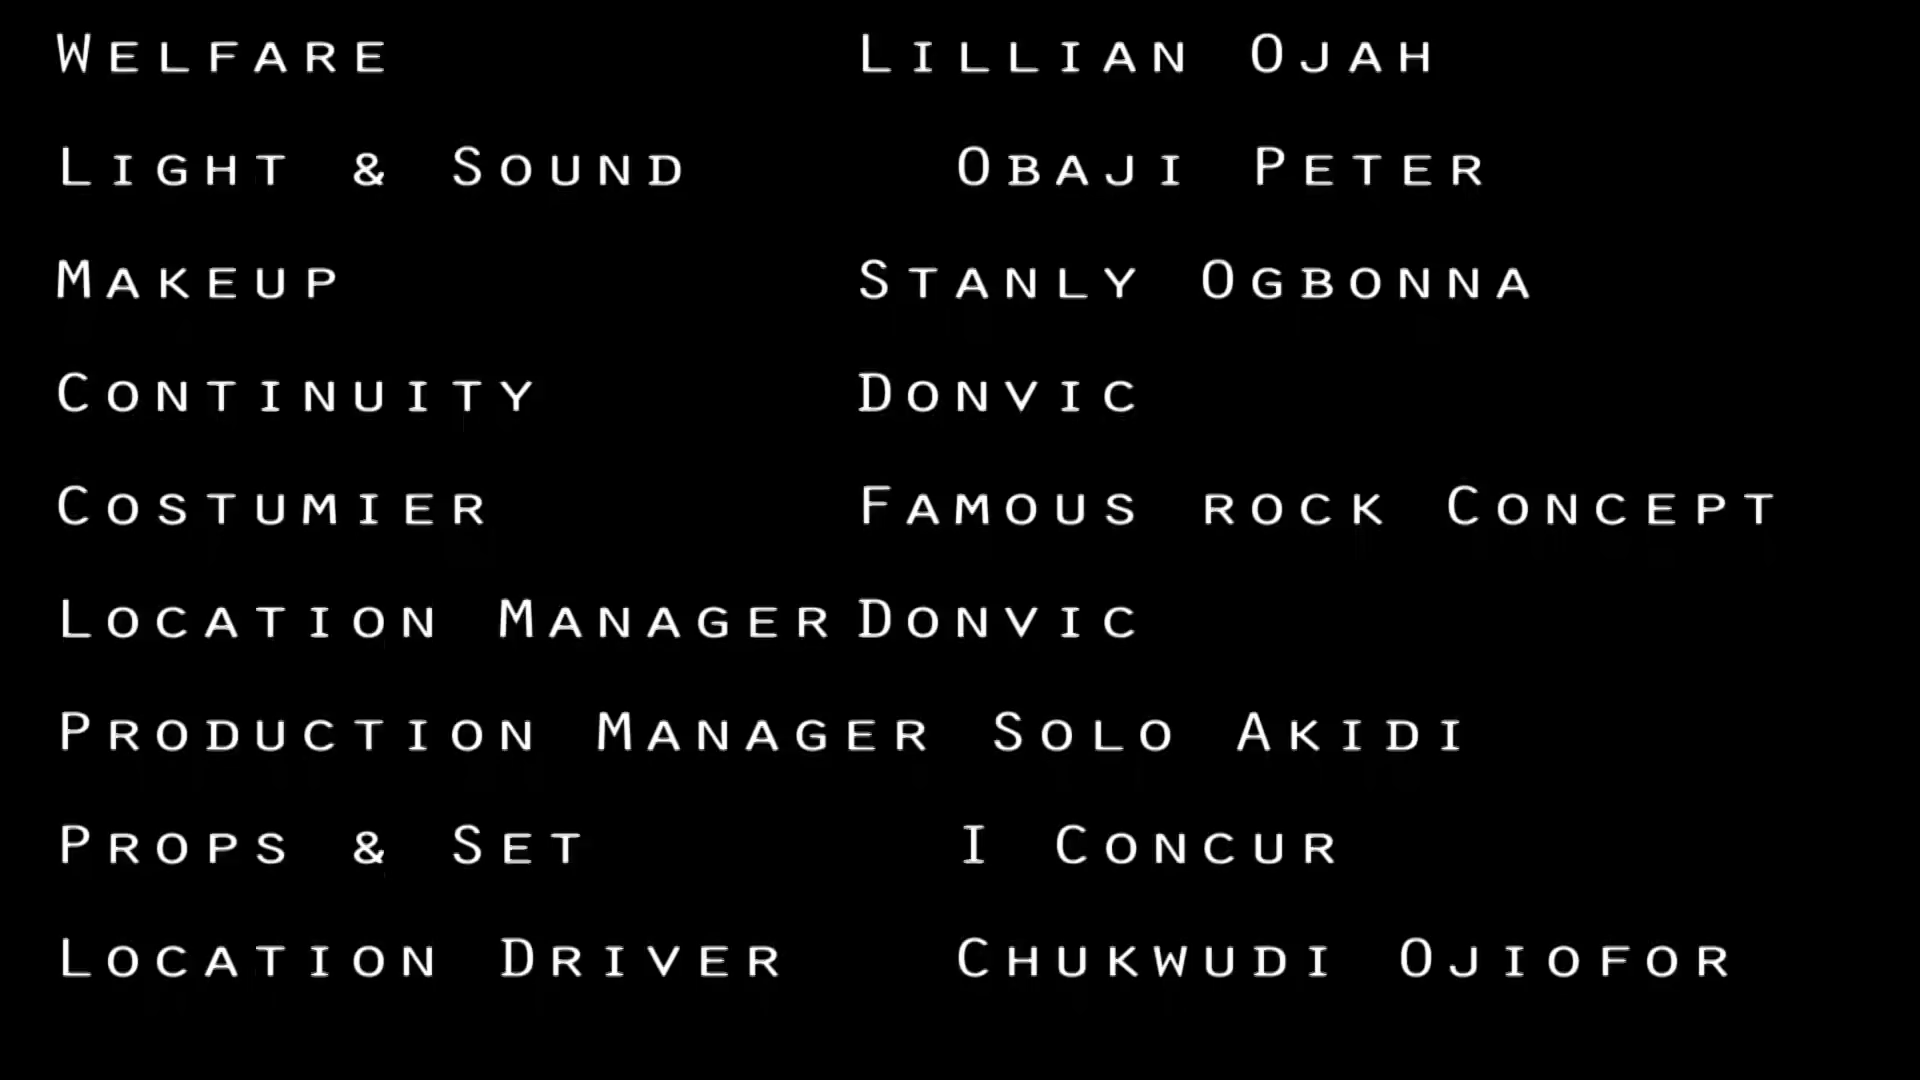 Welfare Lillian Ojah
Light & Sound Obaji Peter
Makeup Stanly Ogbonna
Continuity Donvic
Costumier Famous rock Concept
Location Manager Donvic
Production Manager Solo Akidi
Props & Set I Concur
Location Driver Chukwudi Ojiofor